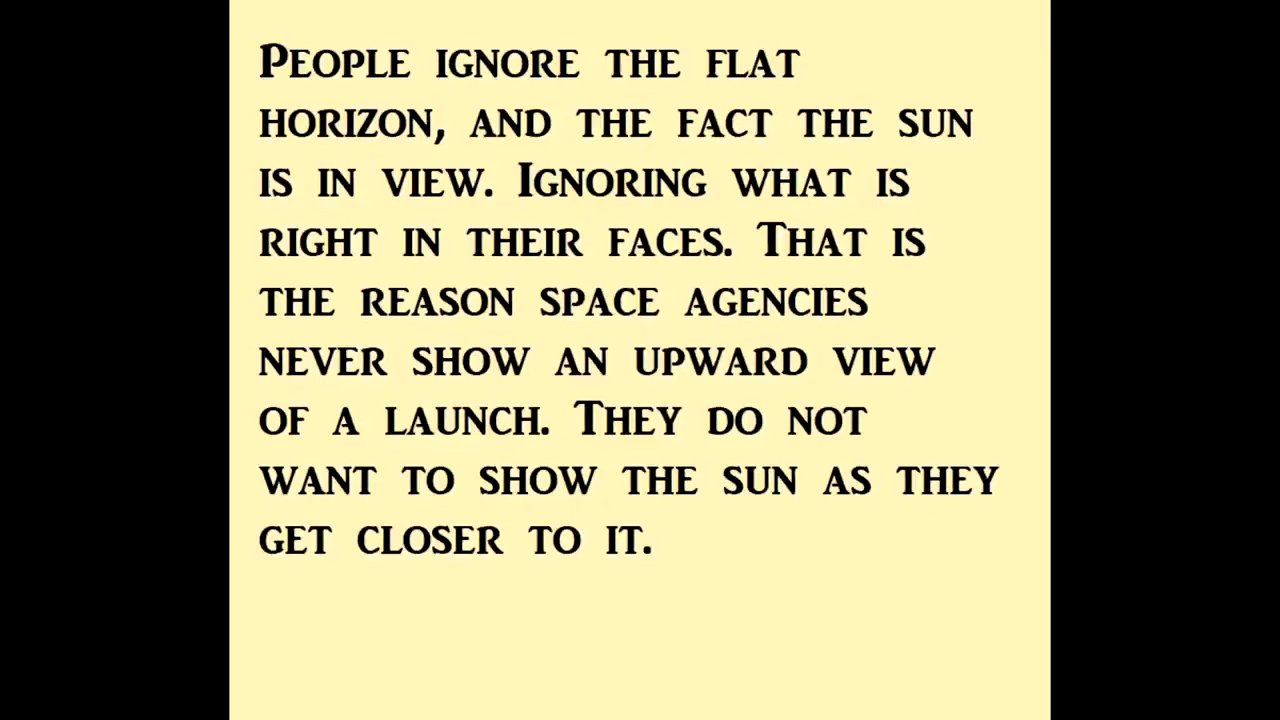 People ignore the flat
horizon, and the fact the sun
is in view. Ignoring what is
right in their faces. That is
the reason space agencies
never show an upward view
of a launch. They do not
want to show the sun as they
get closer to it.